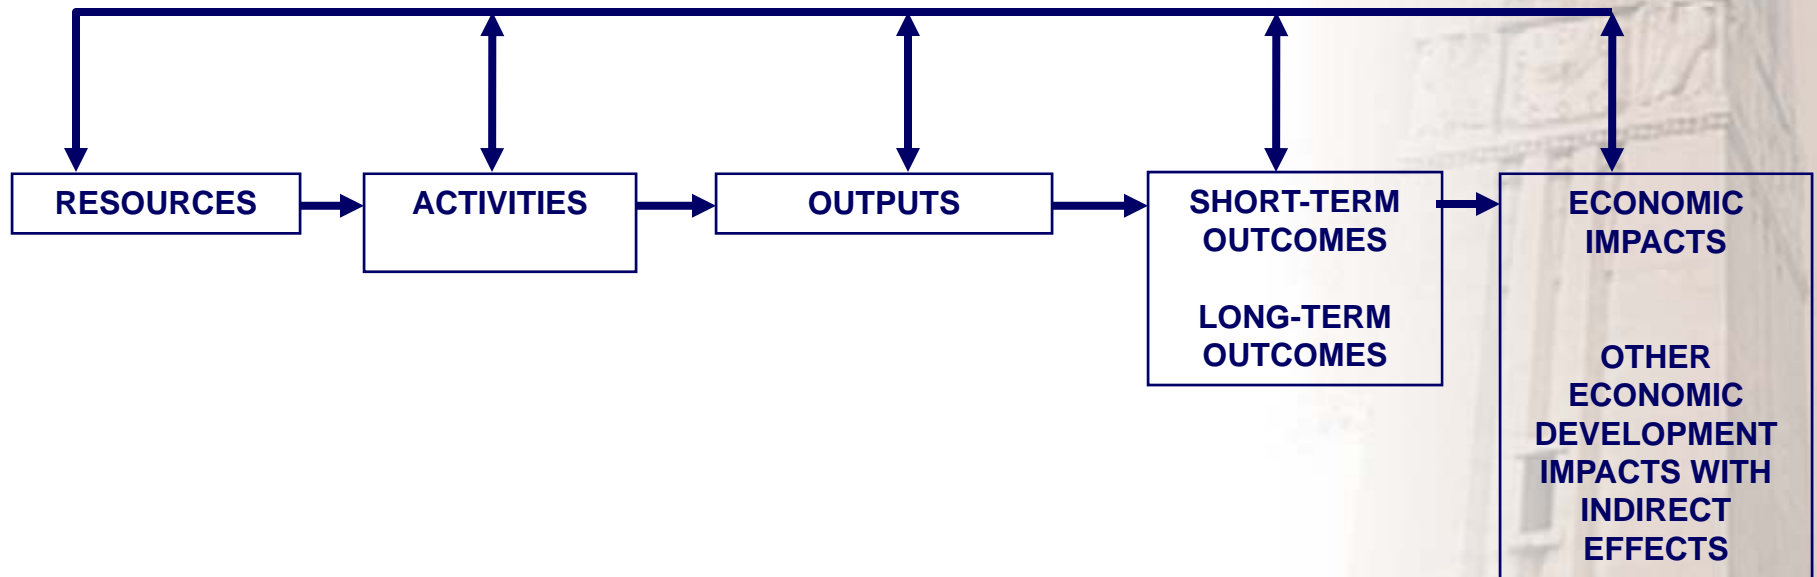 RESOURCES
ACTIVITIES
OUTPUTS
SHORT-TERM
OUTCOMES
LONG-TERM
OUTCOMES
ECONOMIC
IMPACTS
OTHER
ECONOMIC
DEVELOPMENT
IMPACTS WITH
INDIRECT
EFFECTS